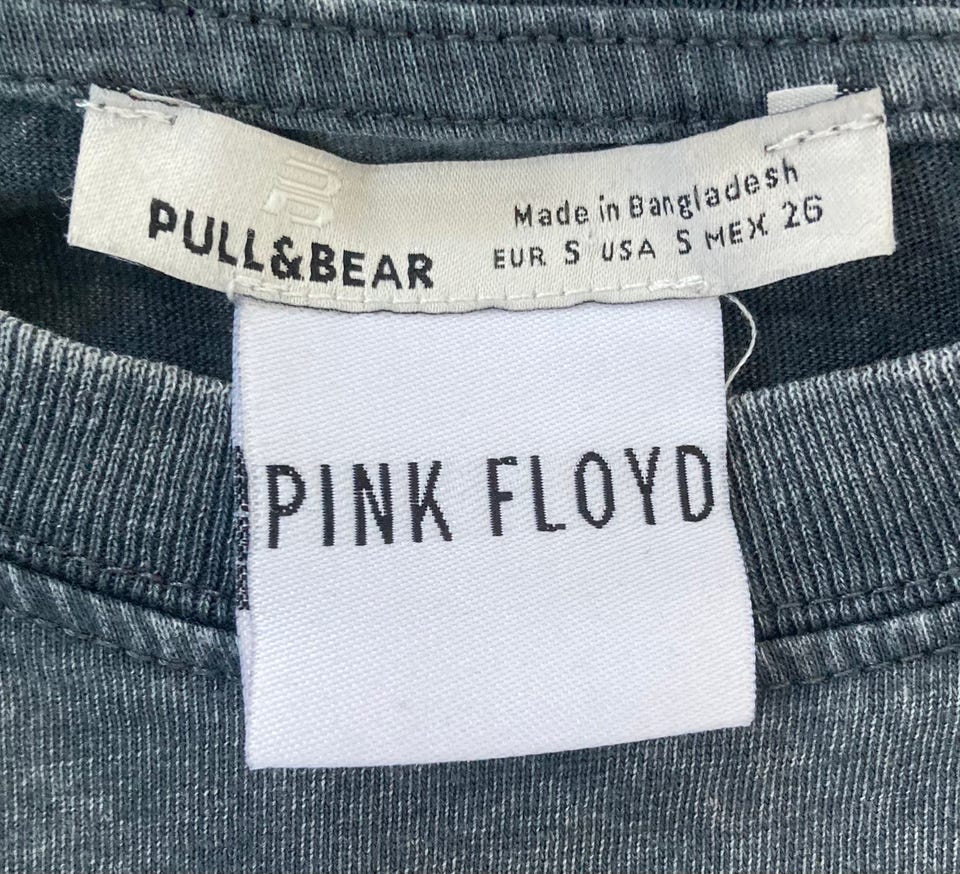 PULL&BEAR
Made in Bangladesh
EUR S USA S MEX 26
PINK FLOYD